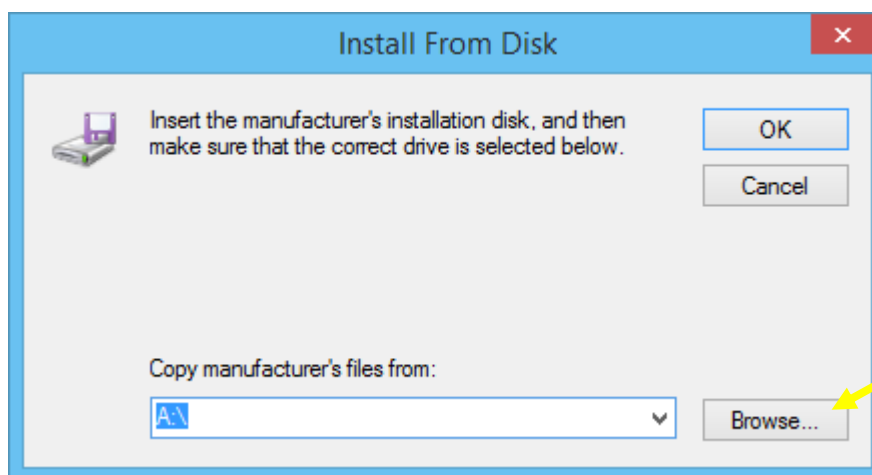 Install From Disk
Insert the manufacturer's installation disk, and then
make sure that the correct drive is selected below.
OK
Cancel
Copy manufacturer's files from:
A:\
Browse...